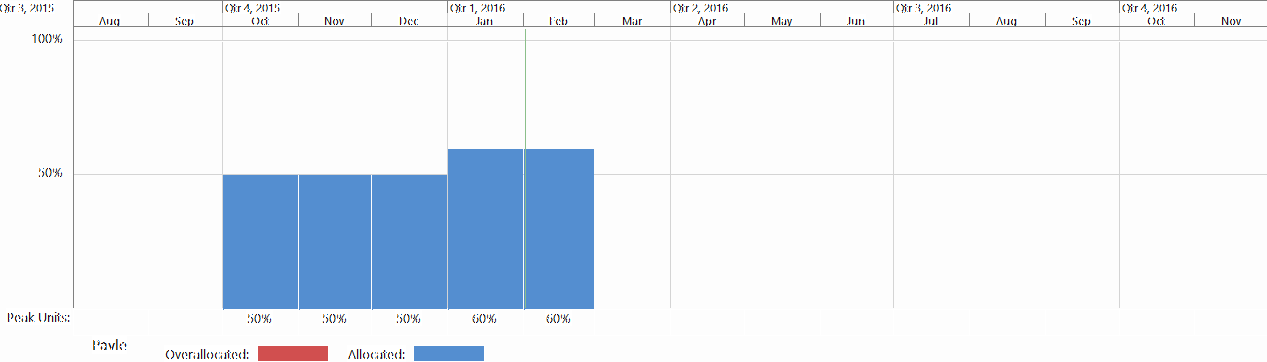 Qtr 3, 2015 Qtr 4, 2015 Qtr 1, 2016 Qtr 2, 2016 Qtr 3, 2016 Qtr 4, 2016
Aug Sep Oct Nov Dec Jan Feb Mar Apr May Jun Jul Aug Sep Oct Nov
100%
50%
Peak Units: 50% 50% 50% 60% 60%
Pavle
Overallocated: Allocated: